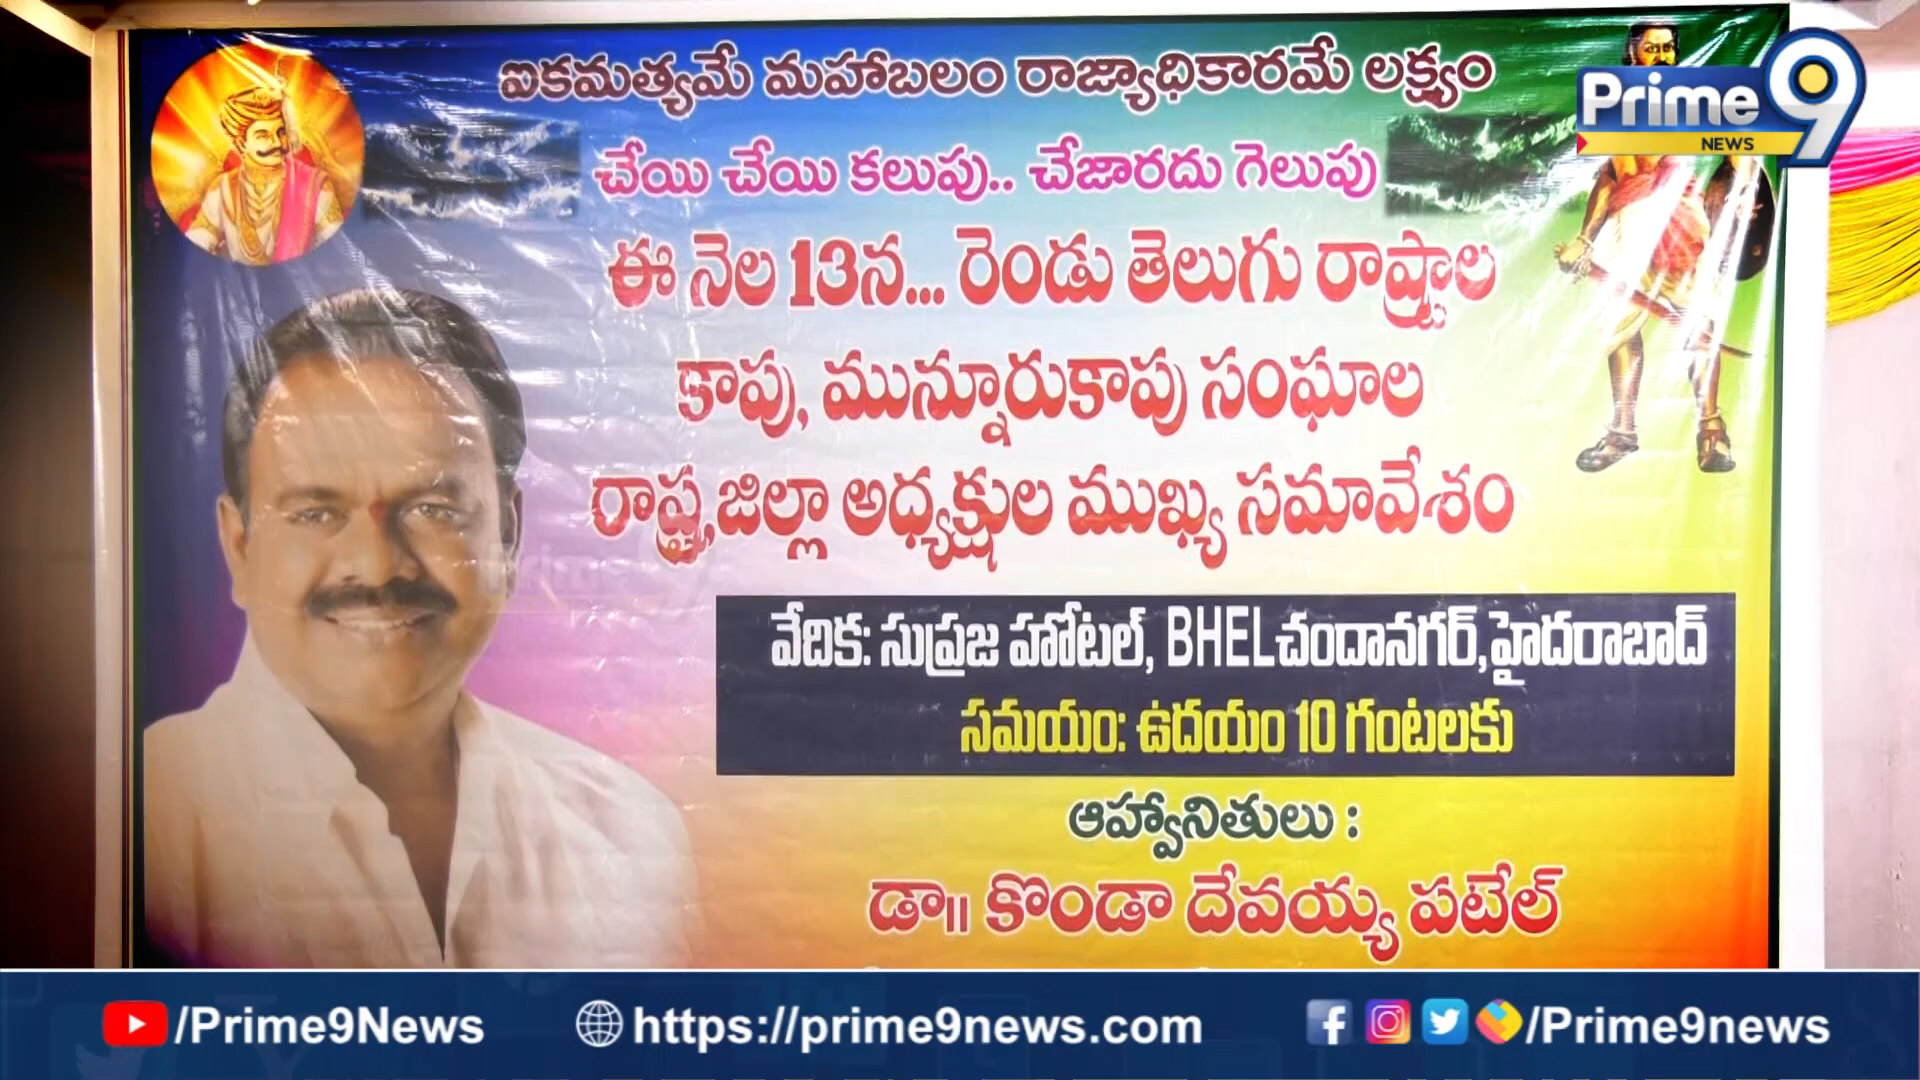 ఐకమత్యమే మహాబలం రాజ్యాధికారమే లక్ష్యం
Prime9
NEWS
చేయి చేయి కలుపు.. చేజారదు గెలుపు
ఈ నెల 13న... రెండు తెలుగు రాష్ట్రాల
కాపు, మున్నూరుకాపు సంఘాల
రాష్ట్ర,జిల్లా అధ్యక్షుల ముఖ్య సమావేశం
వేదిక: సుప్రజ హోటల్, BHELచందానగర్,హైదరాబాద్
సమయం: ఉదయం 10 గంటలకు
ఆహ్వానితులు :
డా|| కొండా దేవయ్య పటేల్
/Prime9News https://prime9news.com /Prime9news